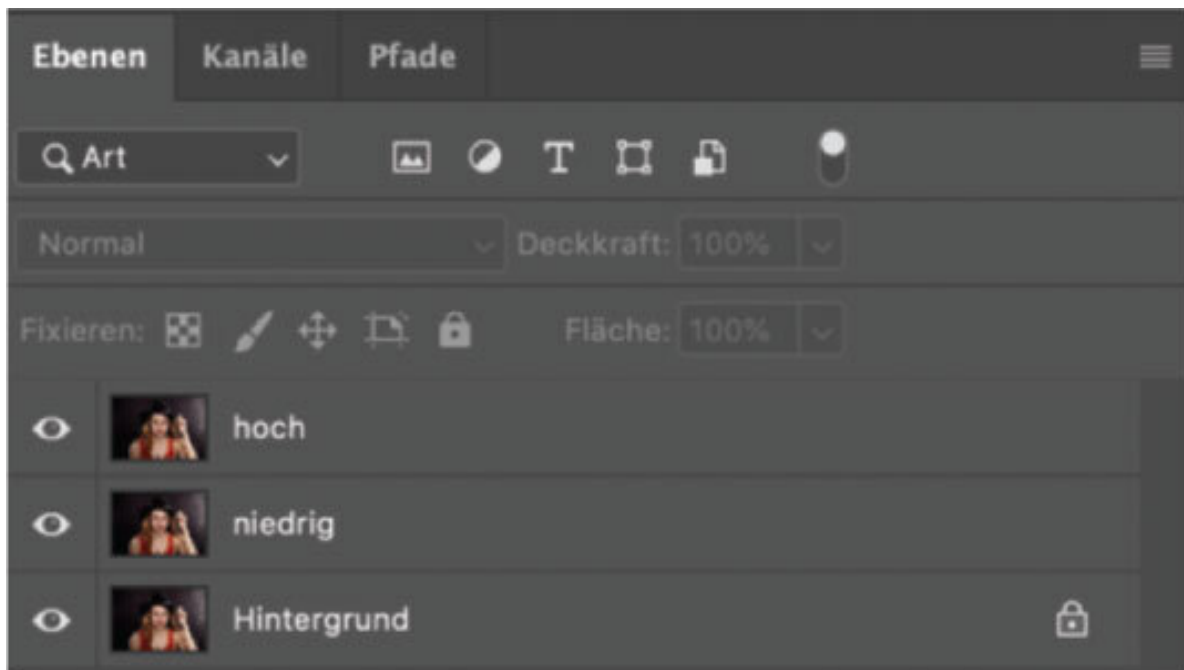 Ebenen Kanäle Pfade
Art
Normal Deckkraft: 100%
Fixieren: Fläche: 100%
hoch
niedrig
Hintergrund